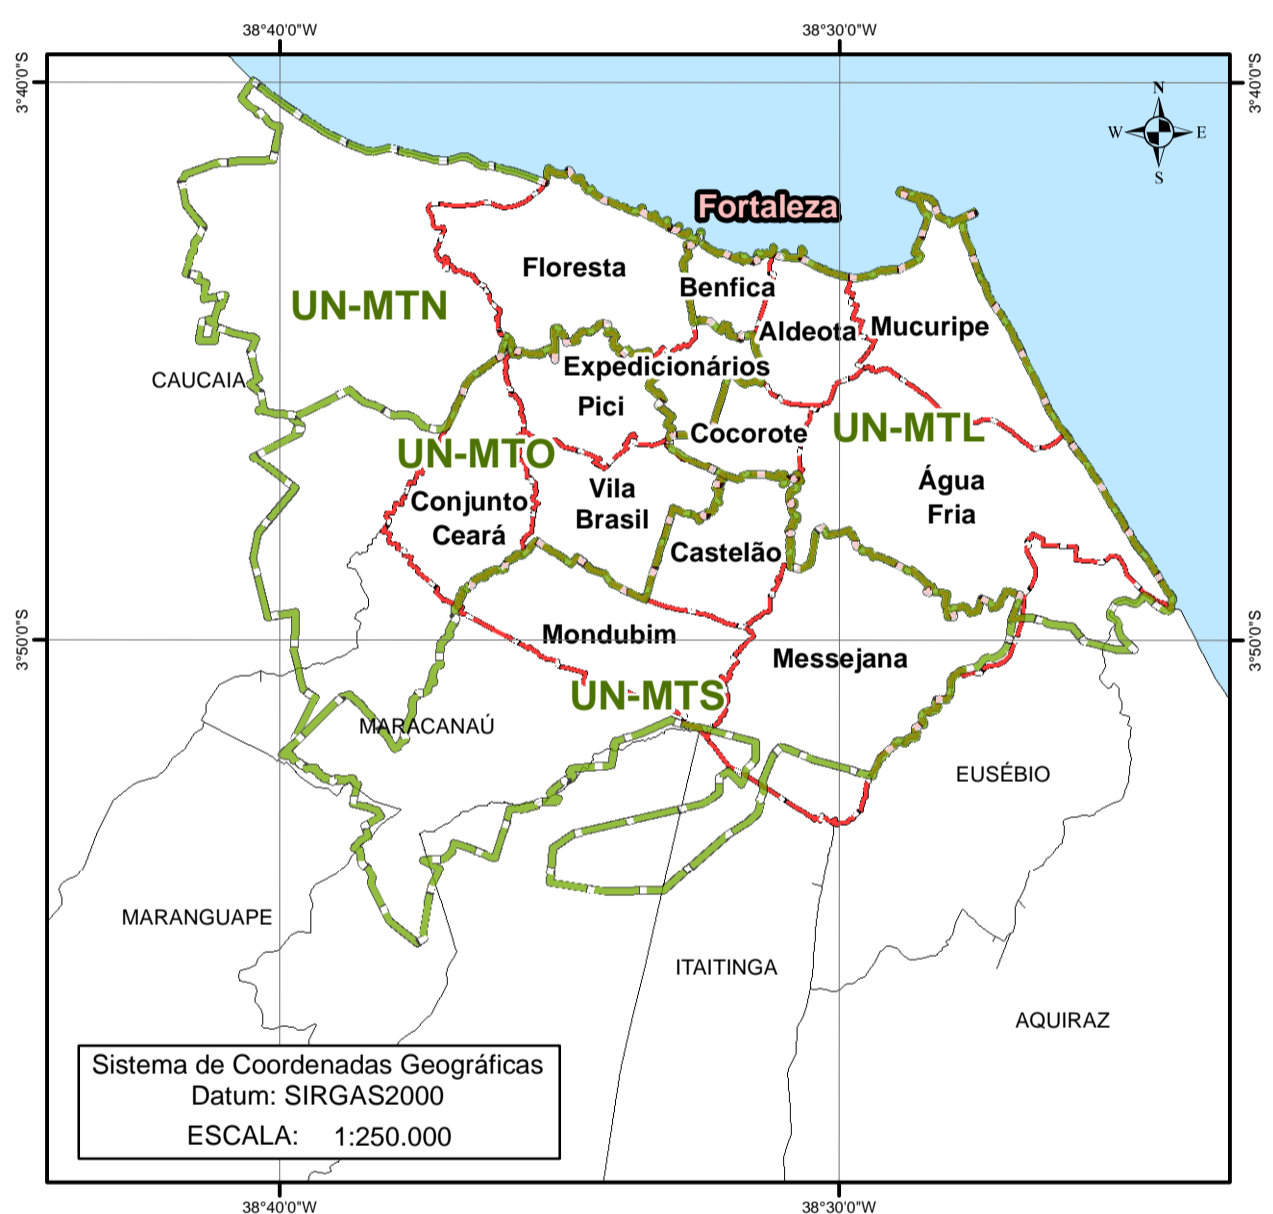 38°40'0"W
38°30'0"W
3°40'0"S
3°40'0"S
N
W
E
S
Fortaleza
Floresta
Benfica
UN-MTN
Aldeota
Mucuripe
Expedicionários
CAUCAIA
Pici
Cocorote
UN-MTL
UN-MTO
Água
Fria
Conjunto
Ceará
Vila
Brasil
Castelão
3°50'0"S
3°50'0"S
Mondubim
Messejana
UN-MTS
MARACANAÚ
EUSÉBIO
MARANGUAPE
ITAITINGA
AQUIRAZ
Sistema de Coordenadas Geográficas
Datum: SIRGAS2000
ESCALA: 1:250.000
38°40'0"W
38°30'0"W